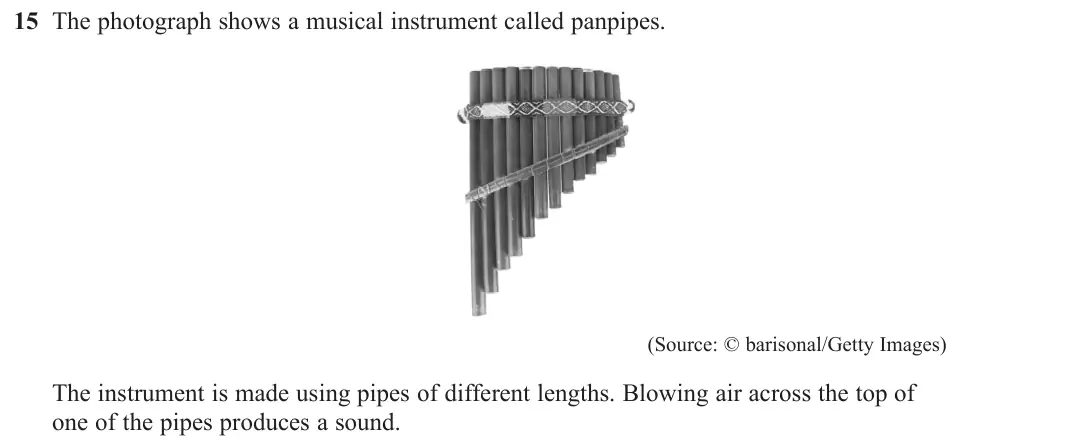 15 The photograph shows a musical instrument called panpipes.
(Source: © barisonal/Getty Images)
The instrument is made using pipes of different lengths. Blowing air across the top of
one of the pipes produces a sound.